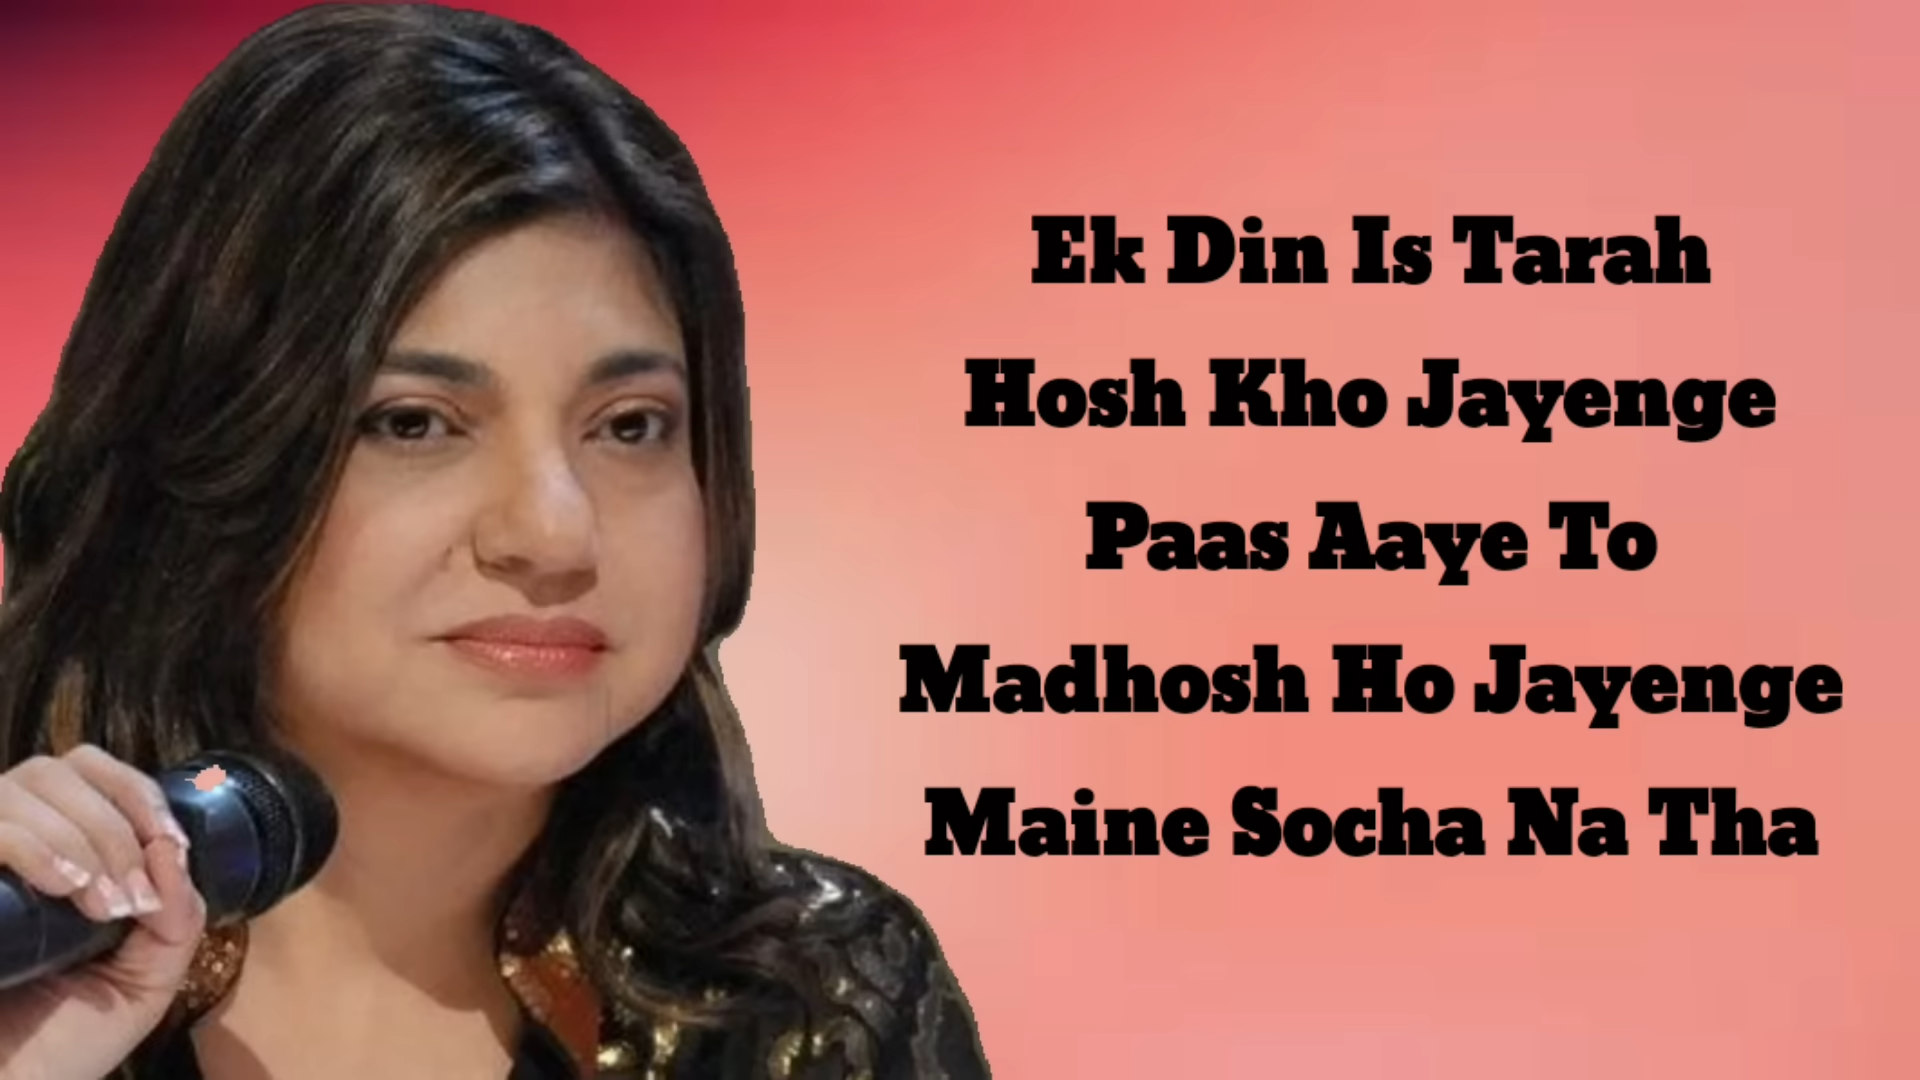 Ek Din Is Tarah
Hosh Kho Jayenge
Paas Aaye To
Madhosh Ho Jayenge
Maine Socha Na Tha